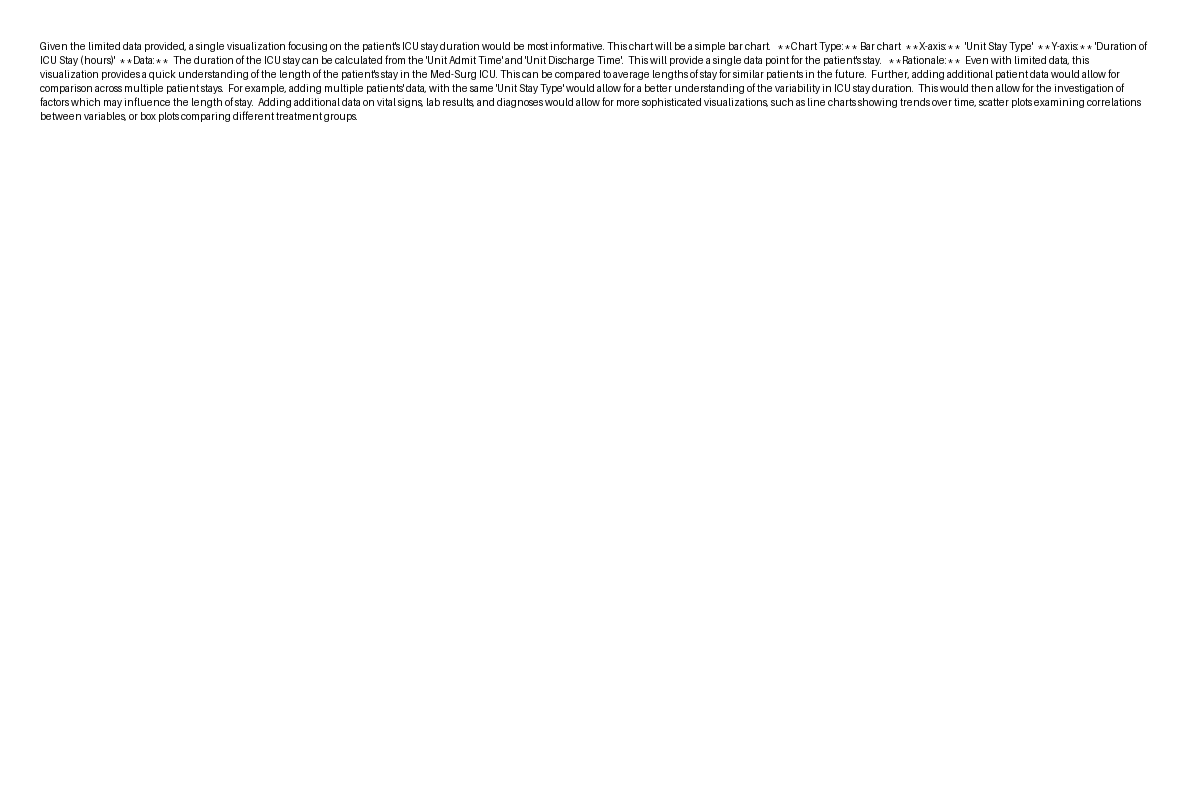 Given the limited data provided, a single visualization focusing on the patient's ICU stay duration would be most informative. This chart will be a simple bar chart.   **Chart Type:** Bar chart  **X-axis:** 'Unit Stay Type'  **Y-axis:** 'Duration of
ICU Stay (hours)'  **Data:**  The duration of the ICU stay can be calculated from the 'Unit Admit Time' and 'Unit Discharge Time'.  This will provide a single data point for the patient's stay.   **Rationale:**  Even with limited data, this
visualization provides a quick understanding of the length of the patient's stay in the Med-Surg ICU. This can be compared to average lengths of stay for similar patients in the future.  Further, adding additional patient data would allow for
comparison across multiple patient stays.  For example, adding multiple patients' data, with the same 'Unit Stay Type' would allow for a better understanding of the variability in ICU stay duration.  This would then allow for the investigation of
factors which may influence the length of stay.  Adding additional data on vital signs, lab results, and diagnoses would allow for more sophisticated visualizations, such as line charts showing trends over time, scatter plots examining correlations
between variables, or box plots comparing different treatment groups.